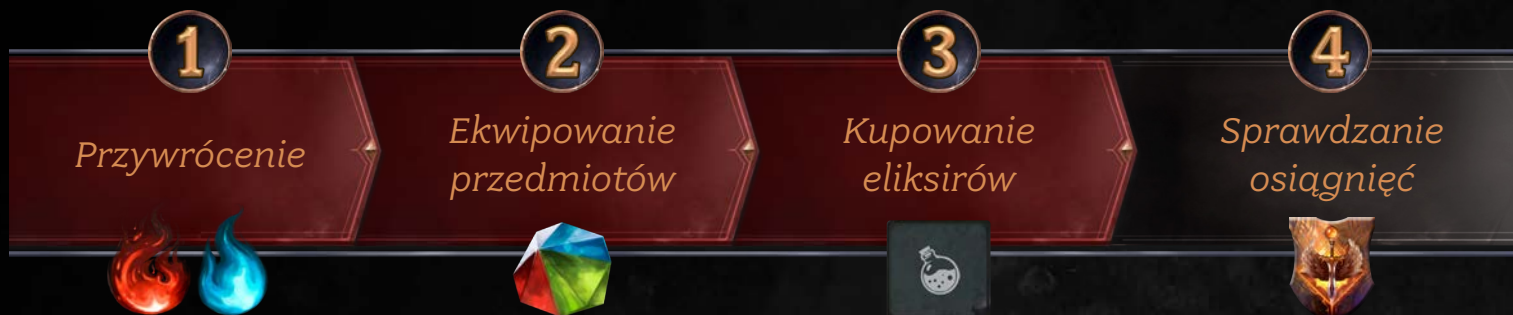 1
Przywrócenie
2
Ekwipowanie
przedmiotów
3
Kupowanie
eliksirów
4
Sprawdzanie
osiągnięć